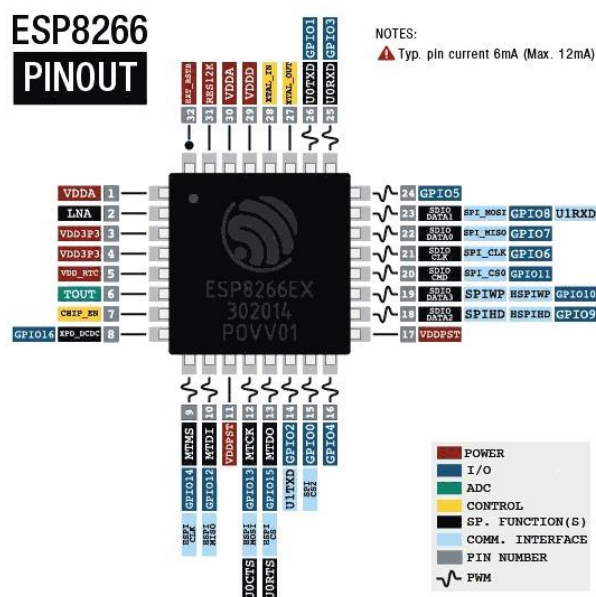 ESP8266
PINOUT
NOTES:
Typ. pin current 6mA (Max. 12mA)
EXT_RSTB 32
RES12K 31
VDDA 30
VDDD 29
XTAL_IN 28
XTAL_OUT 27
GPIO1 U0TXD 26
GPIO3 U0RXD 25
VDDA 1
LNA 2
VDD3P3 3
VDD3P3 4
VDD_RTC 5
TOUT 6
CHIP_EN 7
GPIO16 XPD_DCDC 8
ESP8266EX
302014
P0VV01
24 GPIO5
23 SDIO DATA1 SPI_MOSI GPIO8 U1RXD
22 SDIO DATA0 SPI_MISO GPIO7
21 SDIO CLK SPI_CLK GPIO6
20 SDIO CMD SPI_CS0 GPIO11
19 SDIO DATA3 SPIWP HSPIWP GPIO10
18 SDIO DATA2 SPIHD HSPIHD GPIO9
17 VDDPST
9 MTMS GPIO14 HSPI CLK
10 MTDI GPIO12 HSPI MISO
11 VDDPST
12 MTCK GPIO13 HSPI MOSI U0CTS
13 MTDO GPIO15 HSPI CS U0RTS
14 GPIO2 U1TXD
15 GPIO0 SPI CS2
16 GPIO4
POWER
I/O
ADC
CONTROL
SP. FUNCTION(S)
COMM. INTERFACE
PIN NUMBER
PWM